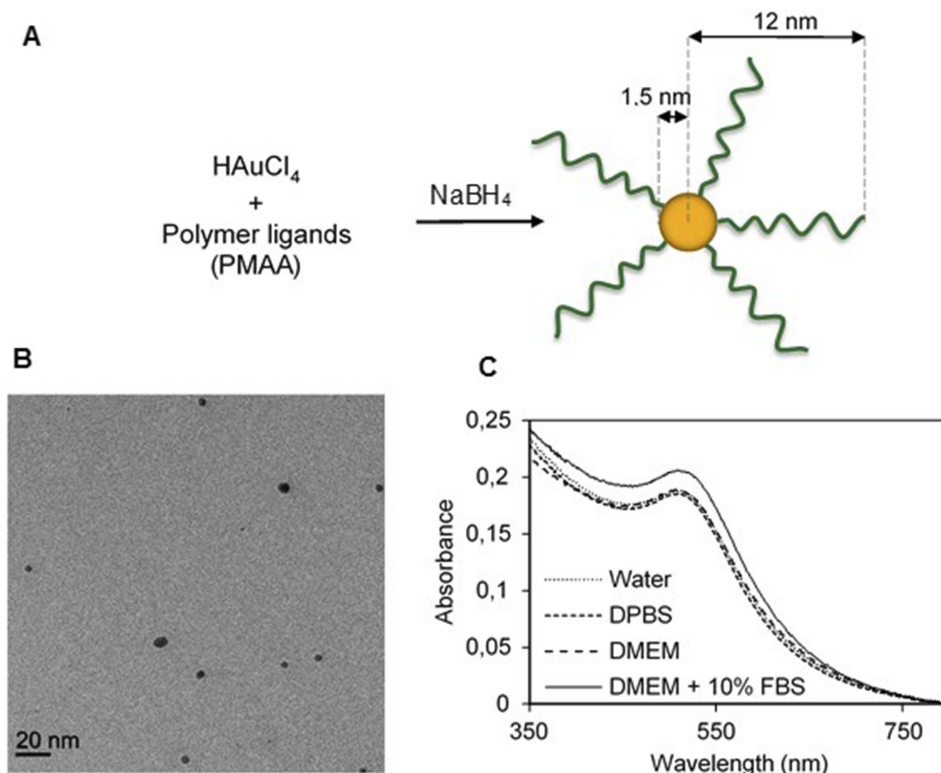 A
12 nm
1.5 nm
HAuCl₄
+
Polymer ligands
(PMAA)
NaBH₄
B
20 nm
C
0,25
0,2
0,15
0,1
0,05
0
Absorbance
Water
DPBS
DMEM
DMEM + 10% FBS
350
550
750
Wavelength (nm)